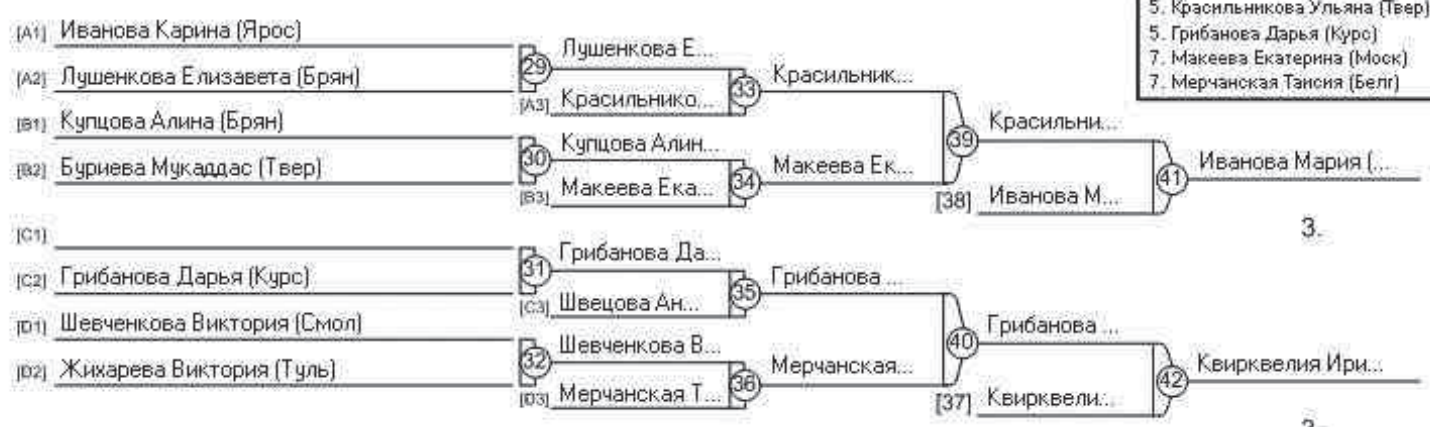 5. Красильникова Ульяна (Твер)
5. Грибанова Дарья (Курс)
7. Макеева Екатерина (Моск)
7. Мерчанская Таисия (Белг)
[A1] Иванова Карина (Ярос)
[A2] Лушенкова Елизавета (Брян)
[B1] Купцова Алина (Брян)
[B2] Буриева Мукаддас (Твер)
[C1]
[C2] Грибанова Дарья (Курс)
[D1] Шевченкова Виктория (Смол)
[D2] Жихарева Виктория (Туль)
29 Лушенкова Е...
[A3] Красильнико...
30 Купцова Алин...
[B3] Макеева Ека...
31 Грибанова Да...
[C3] Швецова Ан...
32 Шевченкова В...
[D3] Мерчанская Т...
33 Красильник...
34 Макеева Ек...
35 Грибанова ...
36 Мерчанская...
39 Красильни...
[38] Иванова М...
40 Грибанова ...
[37] Квирквели...
41 Иванова Мария (...
3.
42 Квирквелия Ири...